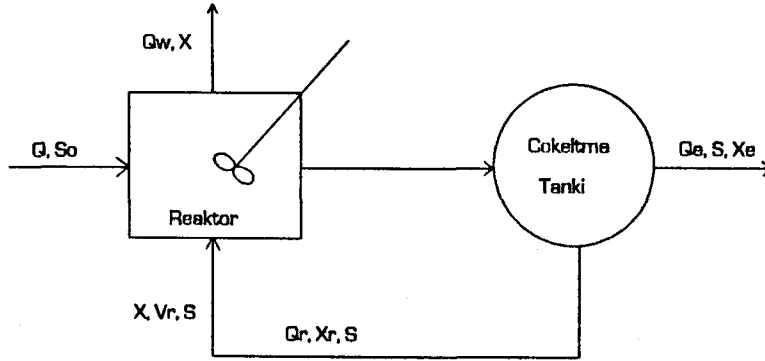 Qw, X
Q, So
Reaktor
Cokeltme
Tanki
Qe, S, Xe
X, Vr, S
Qr, Xr, S